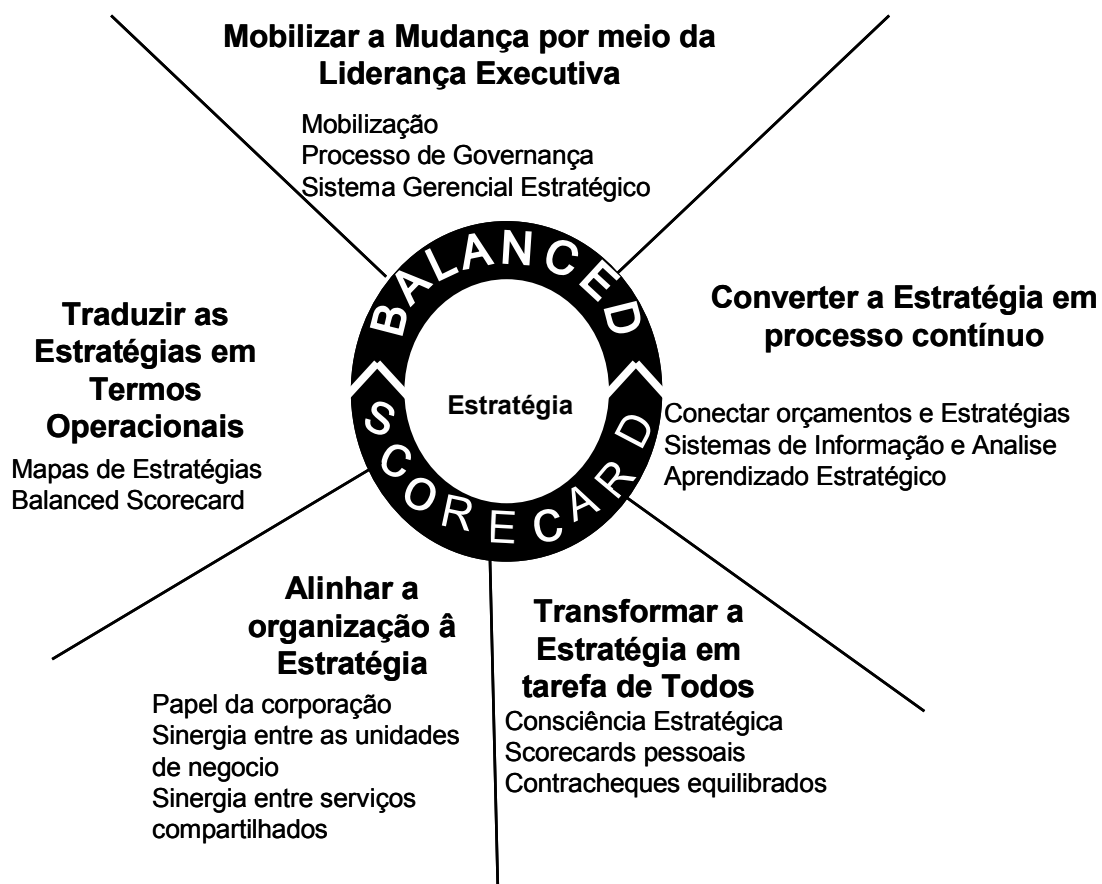 Mobilizar a Mudança por meio da
Liderança Executiva
Mobilização
Processo de Governança
Sistema Gerencial Estratégico
BALANCED
SCORECARD
Estratégia
Converter a Estratégia em
processo contínuo
Conectar orçamentos e Estratégias
Sistemas de Informação e Analise
Aprendizado Estratégico
Traduzir as
Estratégias em
Termos
Operacionais
Mapas de Estratégias
Balanced Scorecard
Alinhar a
organização â
Estratégia
Papel da corporação
Sinergia entre as unidades
de negocio
Sinergia entre serviços
compartilhados
Transformar a
Estratégia em
tarefa de Todos
Consciência Estratégica
Scorecards pessoais
Contracheques equilibrados